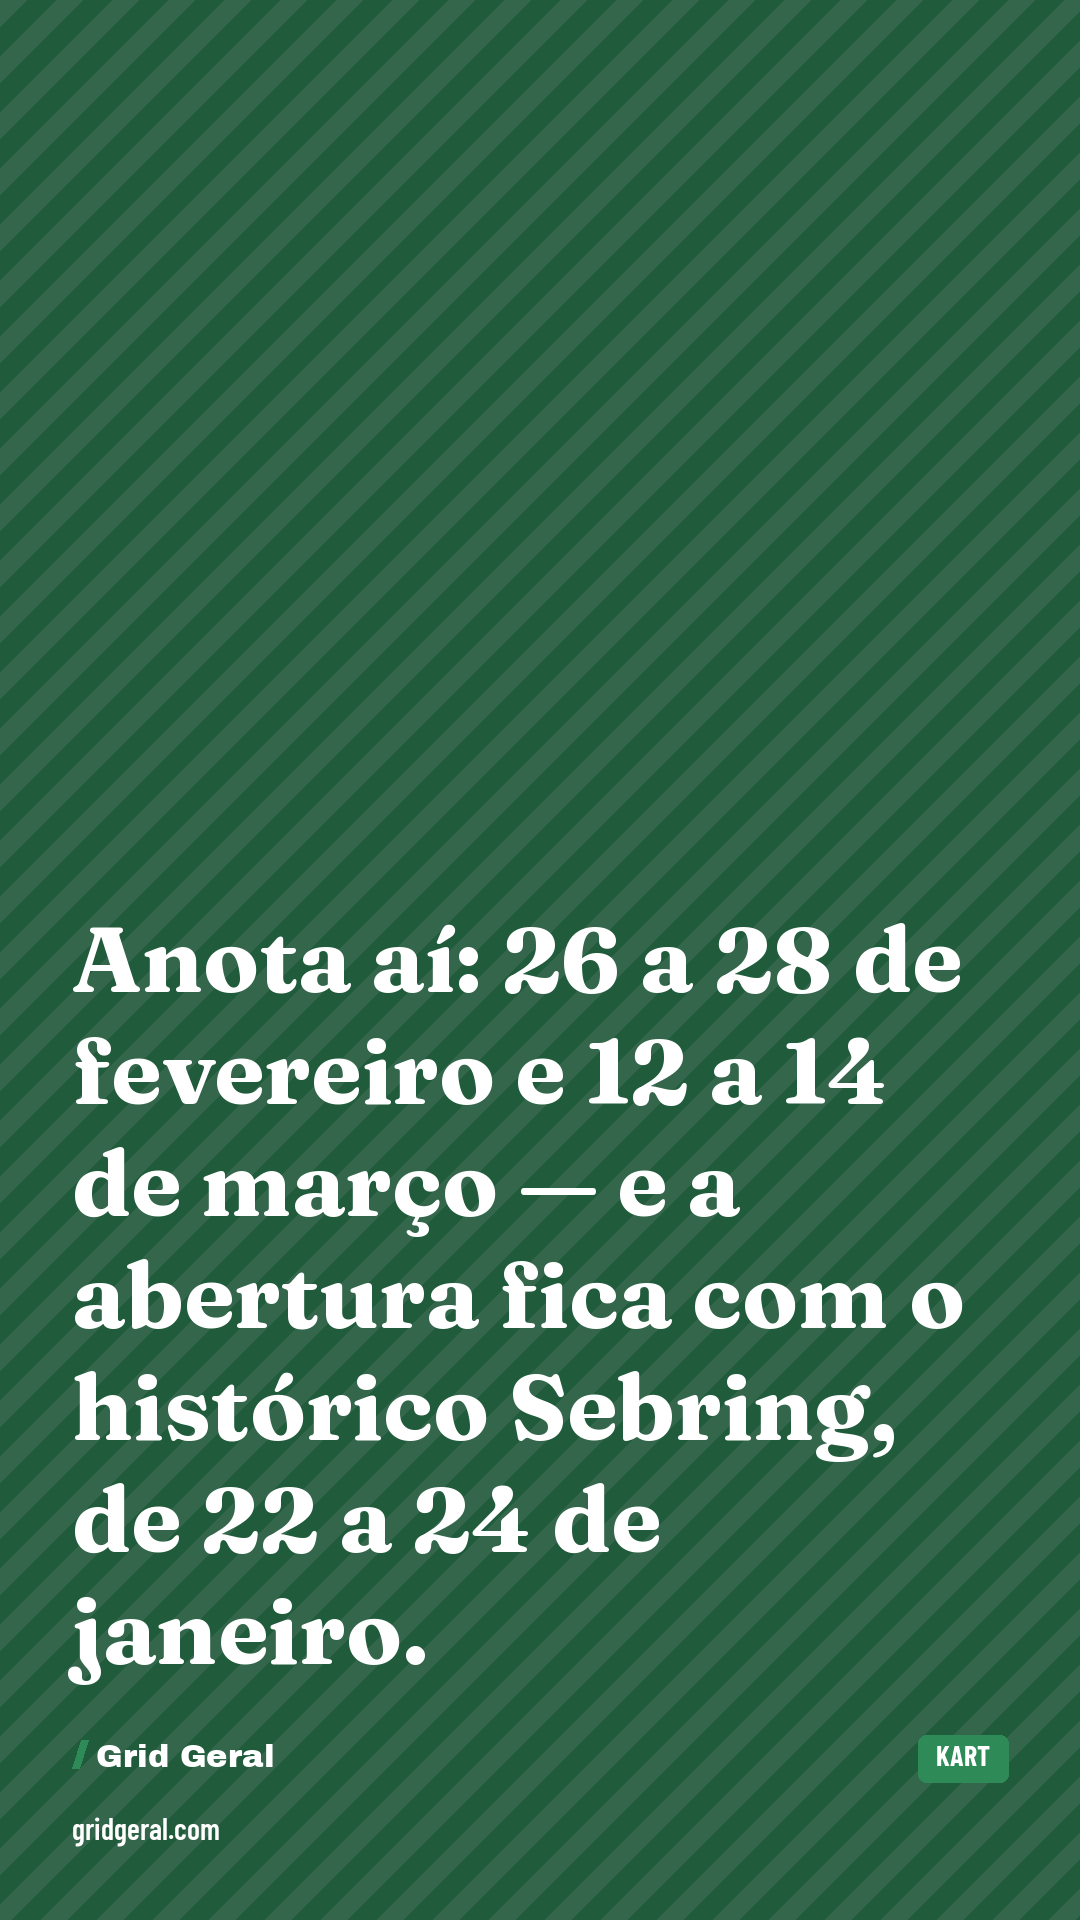 Anota aí: 26 a 28 de
fevereiro e 12 a 14
de março — e a
abertura fica com o
histórico Sebring,
de 22 a 24 de
janeiro.
/ Grid Geral
KART
gridgeral.com